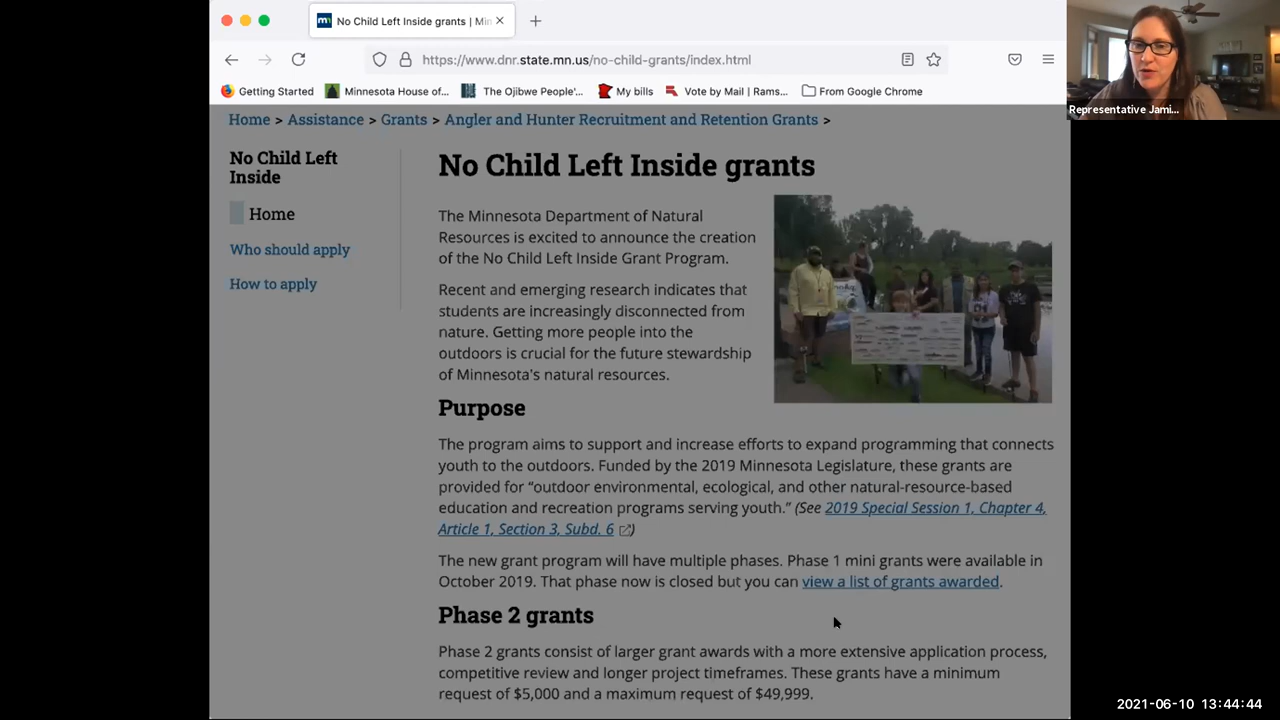 No Child Left Inside grants | Min
https://www.dnr.state.mn.us/no-child-grants/index.html
Getting Started Minnesota House of... The Ojibwe People'... My bills Vote by Mail | Rams... From Google Chrome
Representative Jami...
Home > Assistance > Grants > Angler and Hunter Recruitment and Retention Grants >
No Child Left
Inside
Home
Who should apply
How to apply
No Child Left Inside grants
The Minnesota Department of Natural
Resources is excited to announce the creation
of the No Child Left Inside Grant Program.
Recent and emerging research indicates that
students are increasingly disconnected from
nature. Getting more people into the
outdoors is crucial for the future stewardship
of Minnesota's natural resources.
Purpose
The program aims to support and increase efforts to expand programming that connects
youth to the outdoors. Funded by the 2019 Minnesota Legislature, these grants are
provided for “outdoor environmental, ecological, and other natural-resource-based
education and recreation programs serving youth.” (See 2019 Special Session 1, Chapter 4,
Article 1, Section 3, Subd. 6)
The new grant program will have multiple phases. Phase 1 mini grants were available in
October 2019. That phase now is closed but you can view a list of grants awarded.
Phase 2 grants
Phase 2 grants consist of larger grant awards with a more extensive application process,
competitive review and longer project timeframes. These grants have a minimum
request of $5,000 and a maximum request of $49,999.
2021-06-10 13:44:44